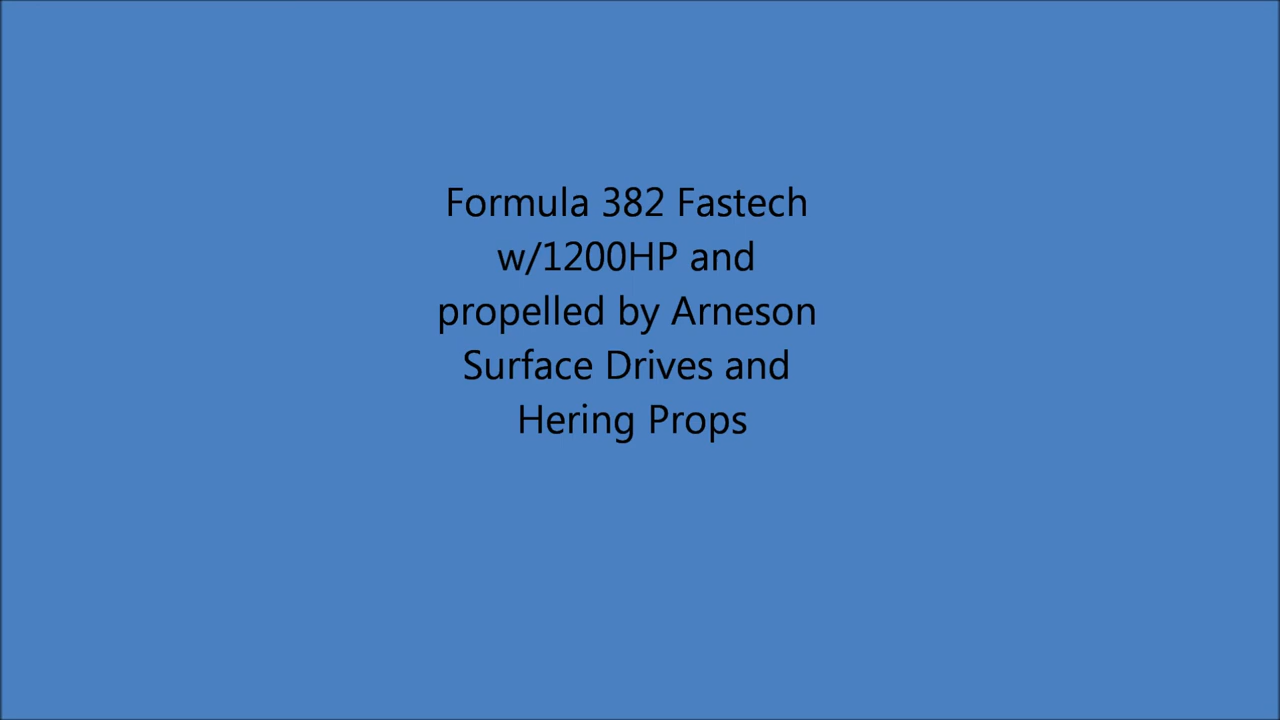 Formula 382 Fastech
w/1200HP and
propelled by Arneson
Surface Drives and
Hering Props